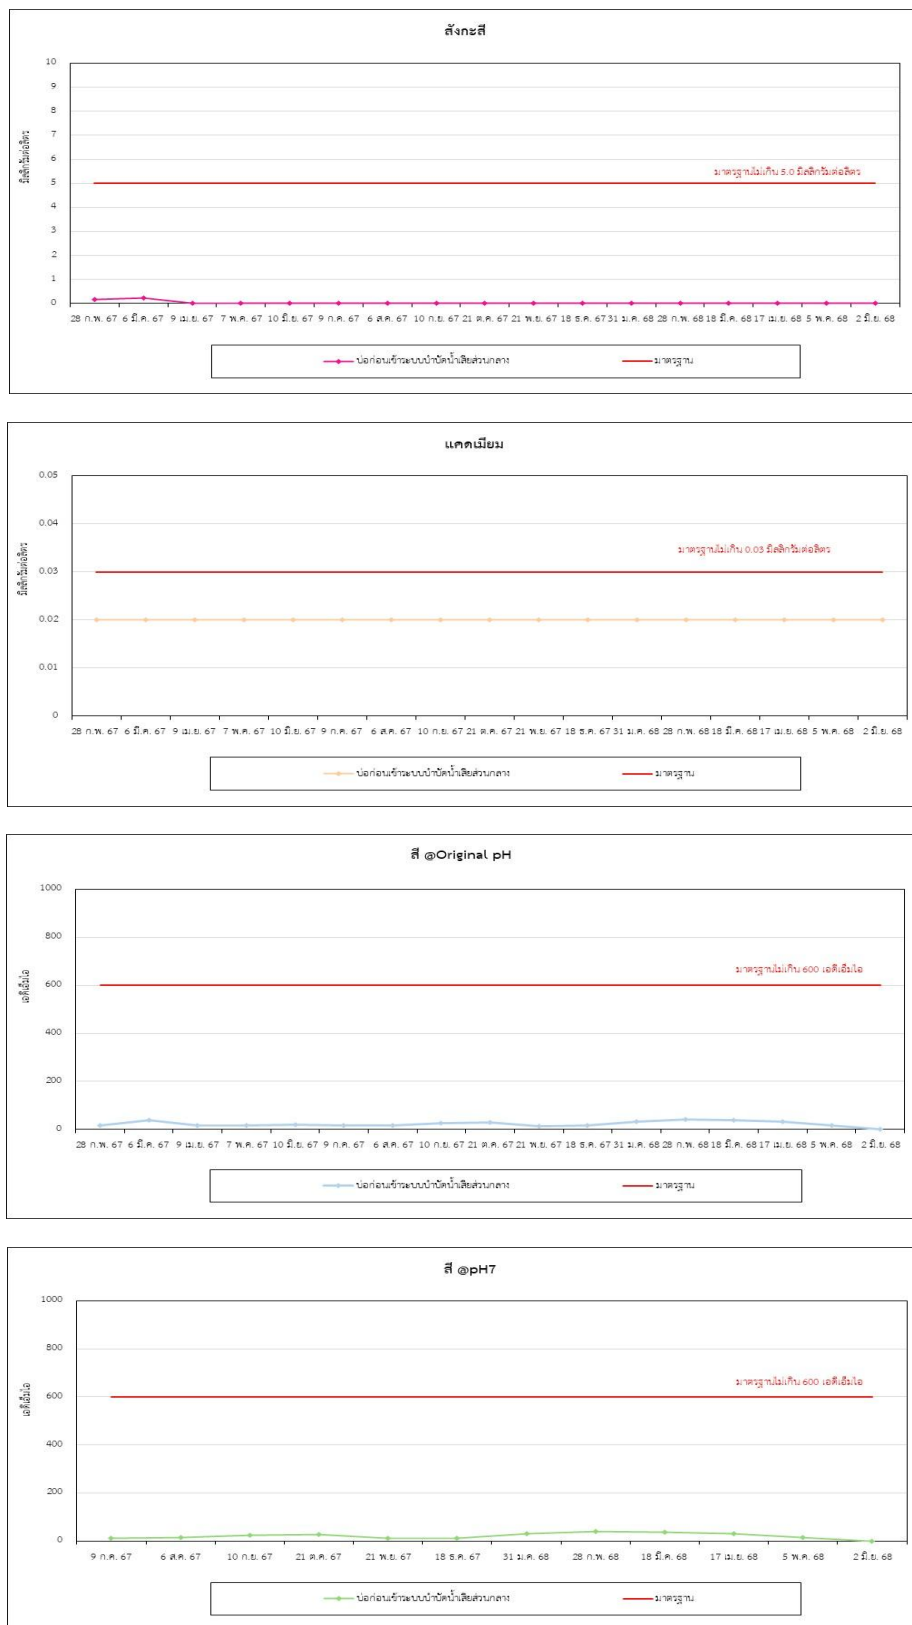 สังกะสี
10
9
8
7
6
5
4
3
2
1
0
มิลลิกรัมต่อลิตร
มาตรฐานไม่เกิน 5.0 มิลลิกรัมต่อลิตร
28 ก.พ. 67 6 มี.ค. 67 9 เม.ย. 67 7 พ.ค. 67 10 มิ.ย. 67 9 ก.ค. 67 6 ส.ค. 67 10 ก.ย. 67 21 ต.ค. 67 21 พ.ย. 67 18 ธ.ค. 67 31 ม.ค. 68 28 ก.พ. 68 18 มี.ค. 68 17 เม.ย. 68 5 พ.ค. 68 2 มิ.ย. 68
บ่อก่อนเข้าระบบบำบัดน้ำเสียส่วนกลาง มาตรฐาน
แคดเมียม
0.05
0.04
0.03
0.02
0.01
0
มิลลิกรัมต่อลิตร
มาตรฐานไม่เกิน 0.03 มิลลิกรัมต่อลิตร
28 ก.พ. 67 6 มี.ค. 67 9 เม.ย. 67 7 พ.ค. 67 10 มิ.ย. 67 9 ก.ค. 67 6 ส.ค. 67 10 ก.ย. 67 21 ต.ค. 67 21 พ.ย. 67 18 ธ.ค. 67 31 ม.ค. 68 28 ก.พ. 68 18 มี.ค. 68 17 เม.ย. 68 5 พ.ค. 68 2 มิ.ย. 68
บ่อก่อนเข้าระบบบำบัดน้ำเสียส่วนกลาง มาตรฐาน
สี @Original pH
1000
800
600
400
200
0
เอดีเอ็มไอ
มาตรฐานไม่เกิน 600 เอดีเอ็มไอ
28 ก.พ. 67 6 มี.ค. 67 9 เม.ย. 67 7 พ.ค. 67 10 มิ.ย. 67 9 ก.ค. 67 6 ส.ค. 67 10 ก.ย. 67 21 ต.ค. 67 21 พ.ย. 67 18 ธ.ค. 67 31 ม.ค. 68 28 ก.พ. 68 18 มี.ค. 68 17 เม.ย. 68 5 พ.ค. 68 2 มิ.ย. 68
บ่อก่อนเข้าระบบบำบัดน้ำเสียส่วนกลาง มาตรฐาน
สี @pH7
1000
800
600
400
200
0
เอดีเอ็มไอ
มาตรฐานไม่เกิน 600 เอดีเอ็มไอ
9 ก.ค. 67 6 ส.ค. 67 10 ก.ย. 67 21 ต.ค. 67 21 พ.ย. 67 18 ธ.ค. 67 31 ม.ค. 68 28 ก.พ. 68 18 มี.ค. 68 17 เม.ย. 68 5 พ.ค. 68 2 มิ.ย. 68
บ่อก่อนเข้าระบบบำบัดน้ำเสียส่วนกลาง มาตรฐาน